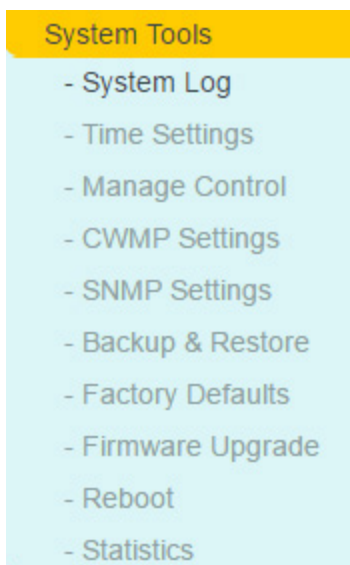 System Tools
- System Log
- Time Settings
- Manage Control
- CWMP Settings
- SNMP Settings
- Backup & Restore
- Factory Defaults
- Firmware Upgrade
- Reboot
- Statistics